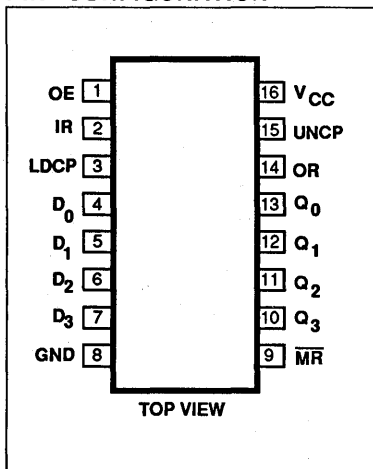 OE 1 16 VCC
IR 2 15 UNCP
LDCP 3 14 OR
D0 4 13 Q0
D1 5 12 Q1
D2 6 11 Q2
D3 7 10 Q3
GND 8 9 M̅R̅
TOP VIEW